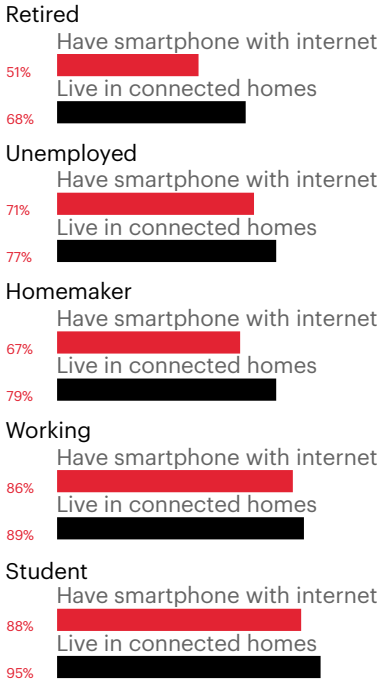 Retired
Have smartphone with internet
51%
Live in connected homes
68%
Unemployed
Have smartphone with internet
71%
Live in connected homes
77%
Homemaker
Have smartphone with internet
67%
Live in connected homes
79%
Working
Have smartphone with internet
86%
Live in connected homes
89%
Student
Have smartphone with internet
88%
Live in connected homes
95%